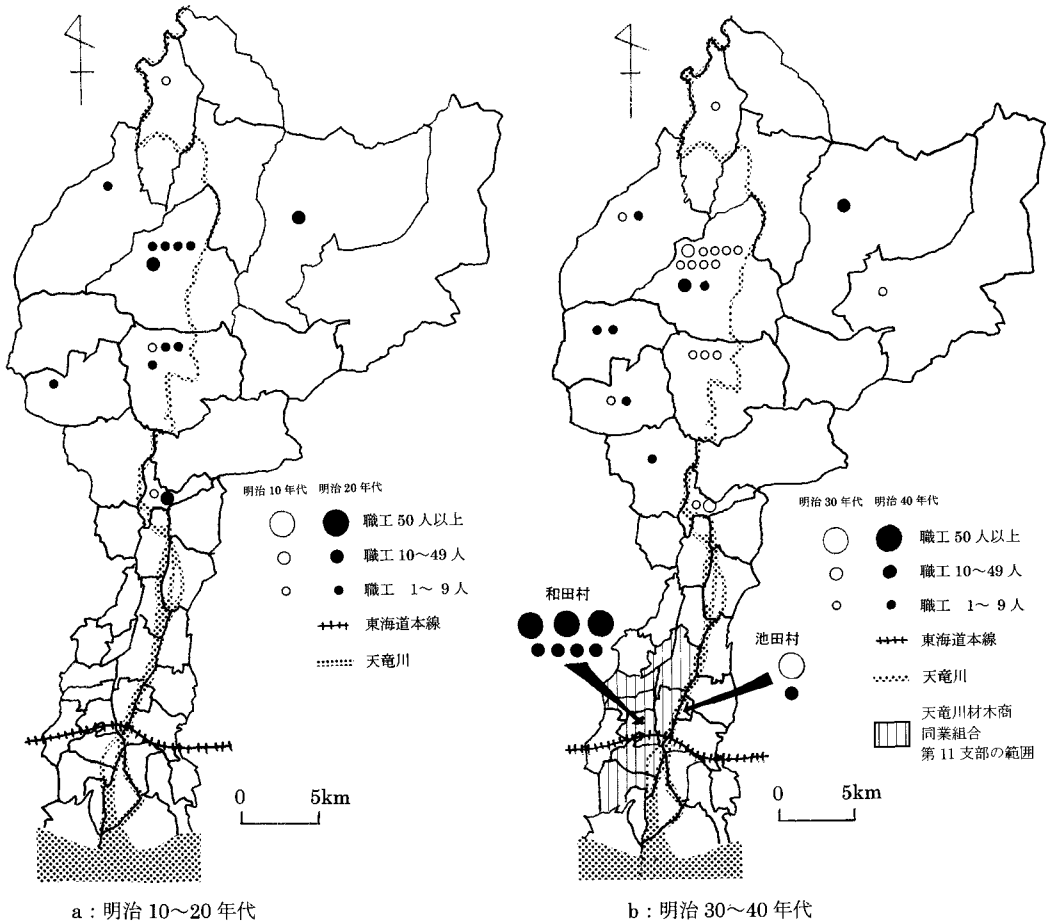 明治10年代 明治20年代
職工50人以上
職工10~49人
職工 1~ 9人
東海道本線
天竜川
0 5km
a:明治10~20年代
明治30年代 明治40年代
職工50人以上
職工10~49人
職工 1~ 9人
東海道本線
天竜川
天竜川材木商
同業組合
第11支部の範囲
和田村
池田村
0 5km
b:明治30~40年代